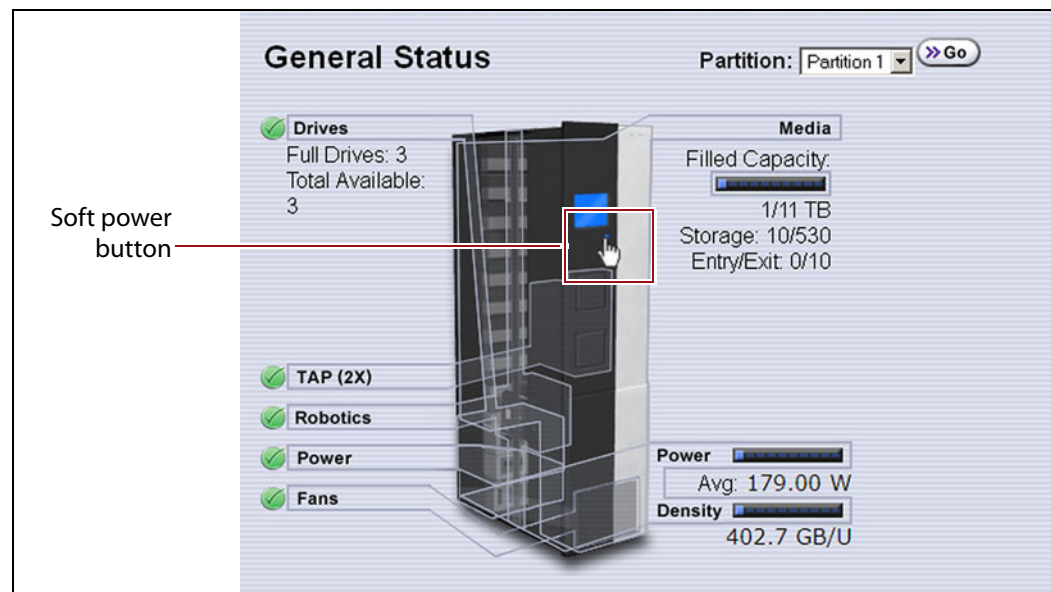 General Status
Partition: Partition 1 >> Go
Drives
Full Drives: 3
Total Available:
3
Media
Filled Capacity:
1/11 TB
Storage: 10/530
Entry/Exit: 0/10
Soft power
button
TAP (2X)
Robotics
Power
Fans
Power
Avg: 179.00 W
Density
402.7 GB/U